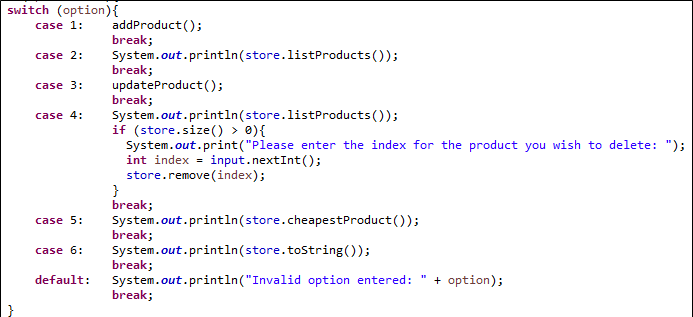 switch (option){
    case 1:    addProduct();
               break;
    case 2:    System.out.println(store.listProducts());
               break;
    case 3:    updateProduct();
               break;
    case 4:    System.out.println(store.listProducts());
               if (store.size() > 0){
                 System.out.print("Please enter the index for the product you wish to delete: ");
                 int index = input.nextInt();
                 store.remove(index);
               }
               break;
    case 5:    System.out.println(store.cheapestProduct());
               break;
    case 6:    System.out.println(store.toString());
               break;
    default:   System.out.println("Invalid option entered: " + option);
               break;
}